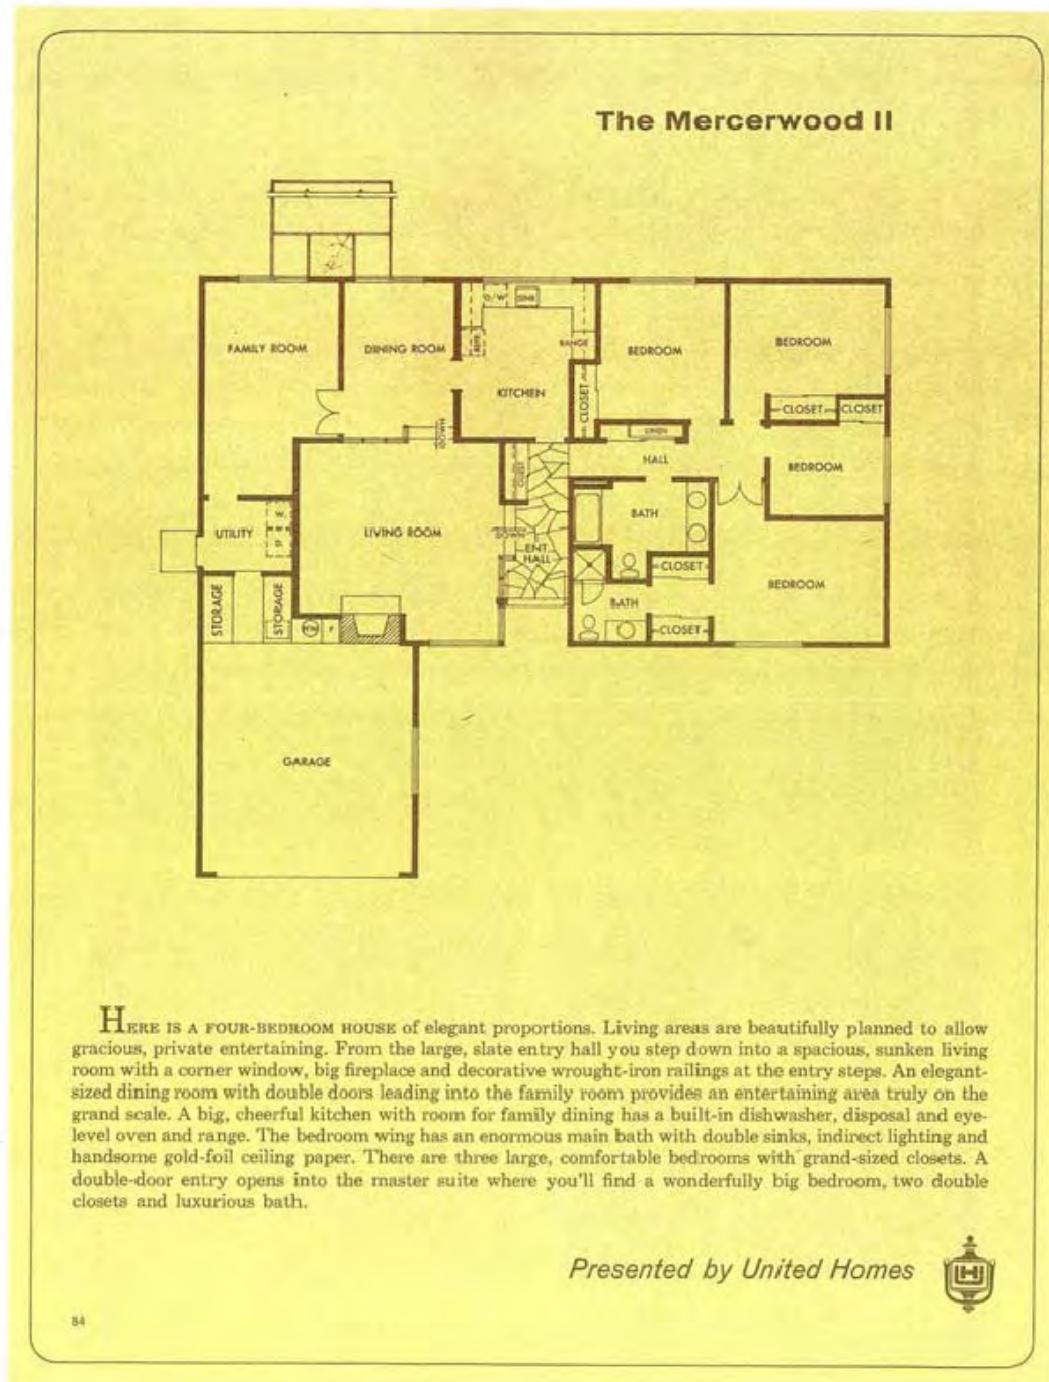 The Mercerwood II
D/W
SINK
REFR
FAMILY ROOM
DINING ROOM
RANGE
BEDROOM
BEDROOM
KITCHEN
CLOSET
CLOSET
CLOSET
DOWN
LINEN
HALL
BEDROOM
GUEST
W.
D
UTILITY
LIVING ROOM
DOWN
ENT.
HALL
BATH
CLOSET
BEDROOM
STORAGE
STORAGE
BATH
CLOSET
F
GARAGE
HERE IS A FOUR-BEDROOM HOUSE of elegant proportions. Living areas are beautifully planned to allow
gracious, private entertaining. From the large, slate entry hall you step down into a spacious, sunken living
room with a corner window, big fireplace and decorative wrought-iron railings at the entry steps. An elegant-
sized dining room with double doors leading into the family room provides an entertaining area truly on the
grand scale. A big, cheerful kitchen with room for family dining has a built-in dishwasher, disposal and eye-
level oven and range. The bedroom wing has an enormous main bath with double sinks, indirect lighting and
handsome gold-foil ceiling paper. There are three large, comfortable bedrooms with grand-sized closets. A
double-door entry opens into the master suite where you'll find a wonderfully big bedroom, two double
closets and luxurious bath.
Presented by United Homes
84